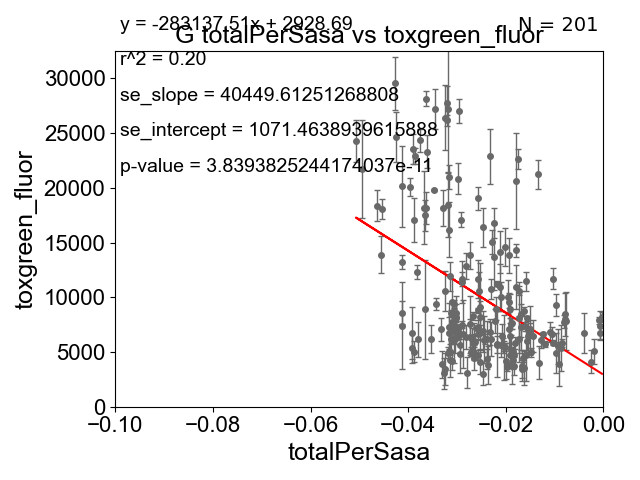 y = -283137.51x + 2928.69
N = 201
G totalPerSasa vs toxgreen_fluor
r^2 = 0.20
se_slope = 40449.61251268808
se_intercept = 1071.4638939615888
p-value = 3.8393825244174037e-11
toxgreen_fluor
30000
25000
20000
15000
10000
5000
0
−0.10 −0.08 −0.06 −0.04 −0.02 0.00
totalPerSasa